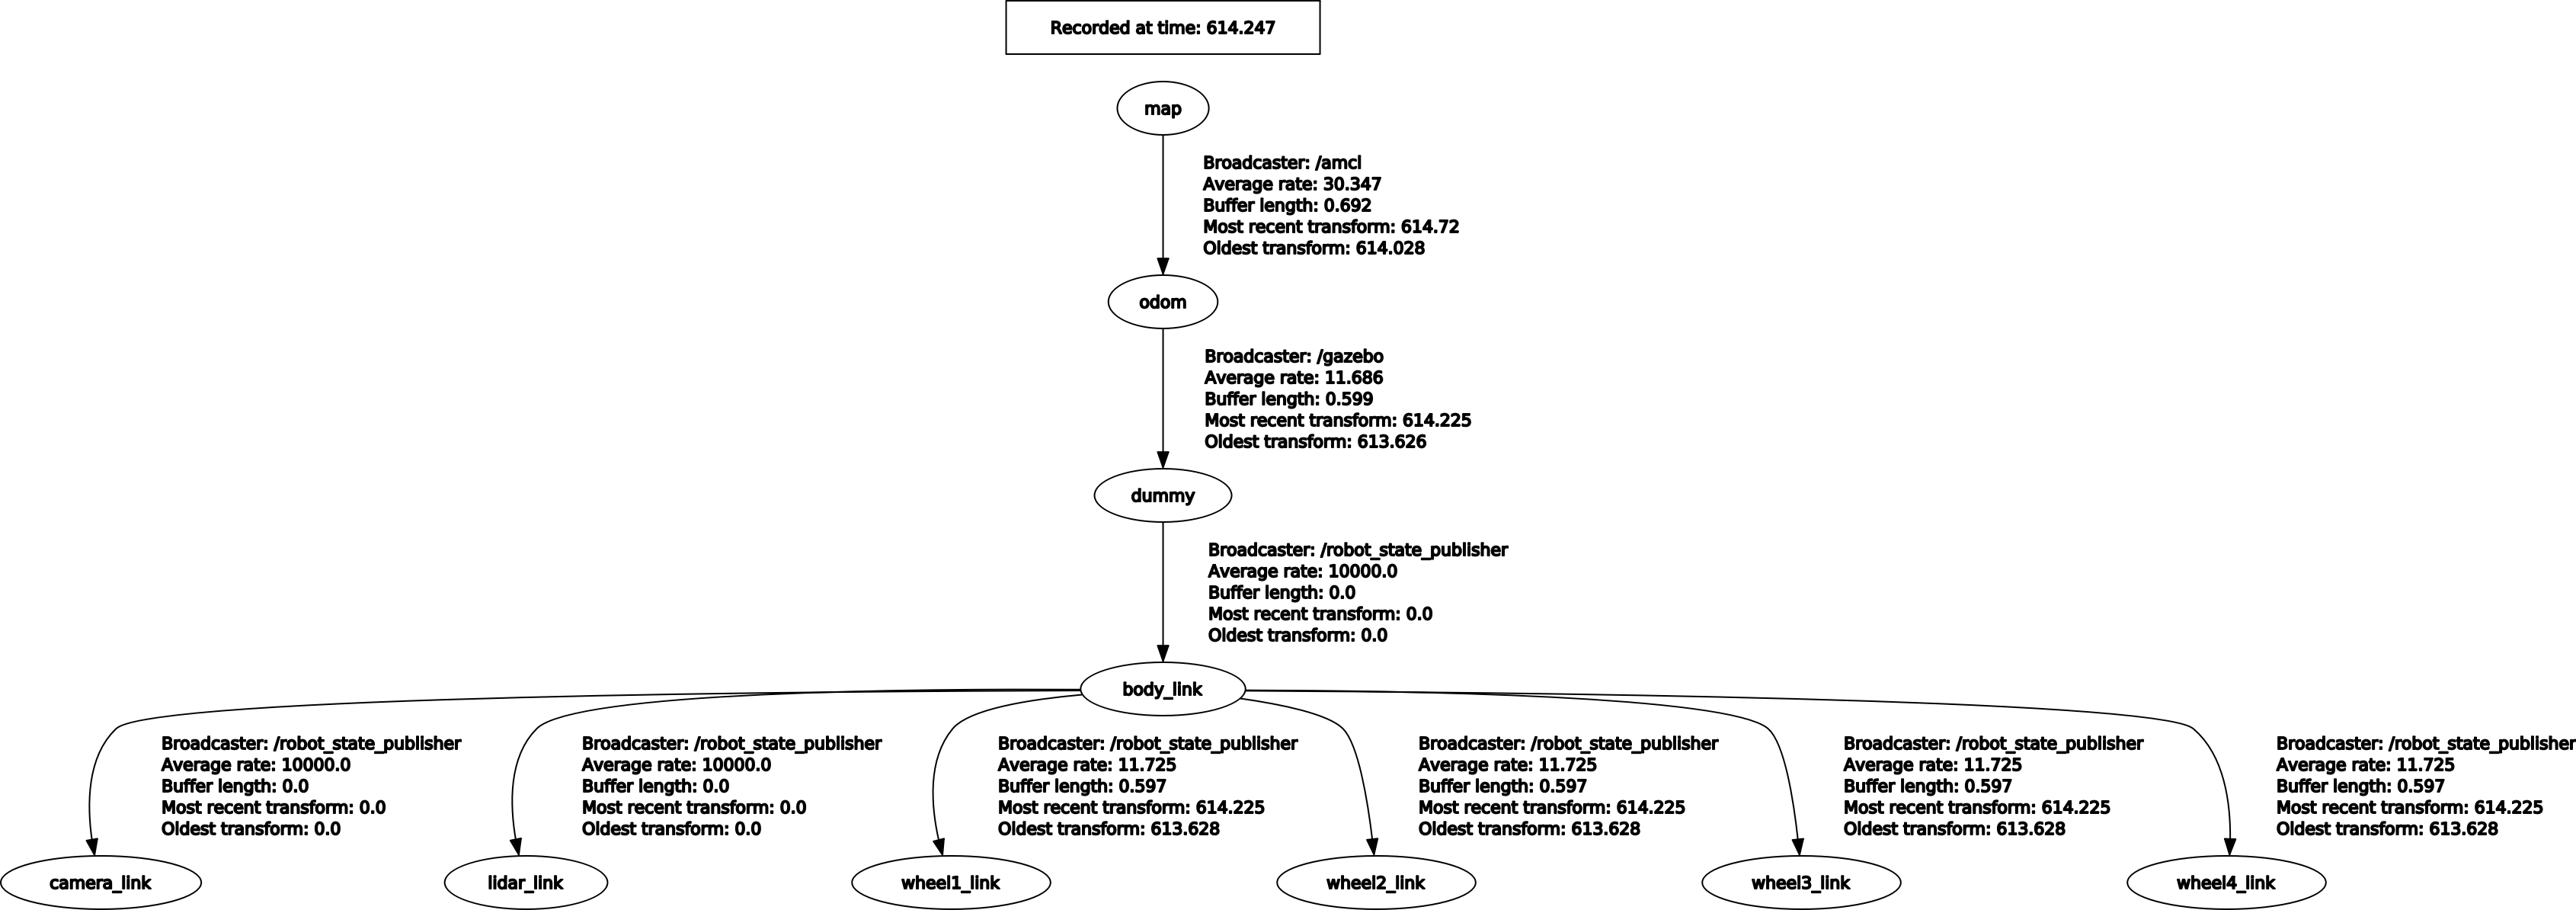 Recorded at time: 614.247
map
Broadcaster: /amcl
Average rate: 30.347
Buffer length: 0.692
Most recent transform: 614.72
Oldest transform: 614.028
odom
Broadcaster: /gazebo
Average rate: 11.686
Buffer length: 0.599
Most recent transform: 614.225
Oldest transform: 613.626
dummy
Broadcaster: /robot_state_publisher
Average rate: 10000.0
Buffer length: 0.0
Most recent transform: 0.0
Oldest transform: 0.0
body_link
Broadcaster: /robot_state_publisher
Average rate: 10000.0
Buffer length: 0.0
Most recent transform: 0.0
Oldest transform: 0.0
Broadcaster: /robot_state_publisher
Average rate: 10000.0
Buffer length: 0.0
Most recent transform: 0.0
Oldest transform: 0.0
Broadcaster: /robot_state_publisher
Average rate: 11.725
Buffer length: 0.597
Most recent transform: 614.225
Oldest transform: 613.628
Broadcaster: /robot_state_publisher
Average rate: 11.725
Buffer length: 0.597
Most recent transform: 614.225
Oldest transform: 613.628
Broadcaster: /robot_state_publisher
Average rate: 11.725
Buffer length: 0.597
Most recent transform: 614.225
Oldest transform: 613.628
Broadcaster: /robot_state_publisher
Average rate: 11.725
Buffer length: 0.597
Most recent transform: 614.225
Oldest transform: 613.628
camera_link
lidar_link
wheel1_link
wheel2_link
wheel3_link
wheel4_link